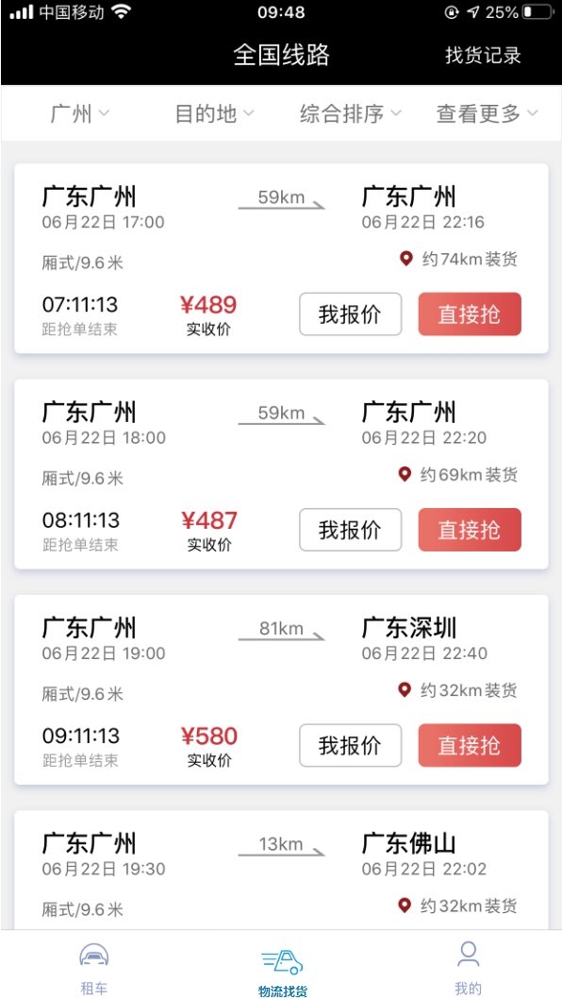 中国移动 09:48 25%
全国线路 找货记录
广州 目的地 综合排序 查看更多
广东广州 59km 广东广州
06月22日 17:00 06月22日 22:16
厢式/9.6米 约74km装货
07:11:13 ¥489 我报价 直接抢
距抢单结束 实收价
广东广州 59km 广东广州
06月22日 18:00 06月22日 22:20
厢式/9.6米 约69km装货
08:11:13 ¥487 我报价 直接抢
距抢单结束 实收价
广东广州 81km 广东深圳
06月22日 19:00 06月22日 22:40
厢式/9.6米 约32km装货
09:11:13 ¥580 我报价 直接抢
距抢单结束 实收价
广东广州 13km 广东佛山
06月22日 19:30 06月22日 22:02
厢式/9.6米 约32km装货
租车 物流找货 我的